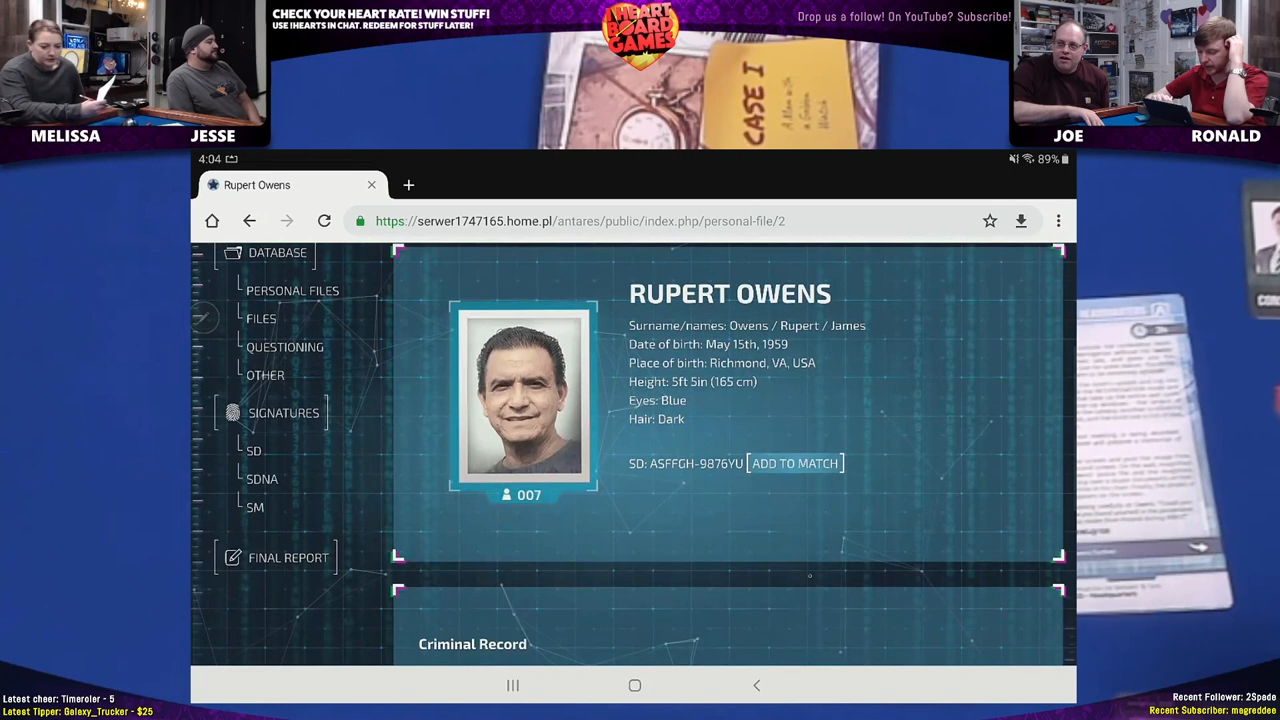 CHECK YOUR HEART RATE! WIN STUFF!
USE !HEARTS IN CHAT. REDEEM FOR STUFF LATER!
I HEART
BOARD
GAMES
Drop us a follow! On YouTube? Subscribe!
MELISSA
JESSE
JOE
RONALD
CASE I
4:04
89%
Rupert Owens
https://serwer1747165.home.pl/antares/public/index.php/personal-file/2
DATABASE
PERSONAL FILES
FILES
QUESTIONING
OTHER
SIGNATURES
SD
SDNA
SM
FINAL REPORT
007
RUPERT OWENS
Surname/names: Owens / Rupert / James
Date of birth: May 15th, 1959
Place of birth: Richmond, VA, USA
Height: 5ft 5in (165 cm)
Eyes: Blue
Hair: Dark
SD: ASFFGH-9876YU [ADD TO MATCH]
Criminal Record
Latest cheer: Timeroler - 5
Latest Tipper: Galaxy_Trucker - $25
Recent Follower: 2Spede
Recent Subscriber: magreddee